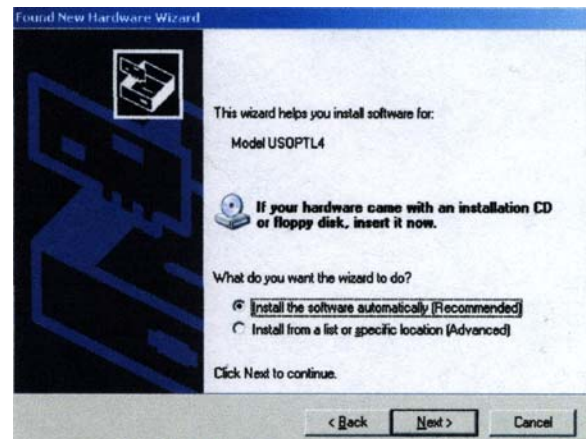 Found New Hardware Wizard
This wizard helps you install software for:
Model USOPTL4
If your hardware came with an installation CD
or floppy disk, insert it now.
What do you want the wizard to do?
Install the software automatically (Recommended)
Install from a list or specific location (Advanced)
Click Next to continue.
< Back
Next >
Cancel